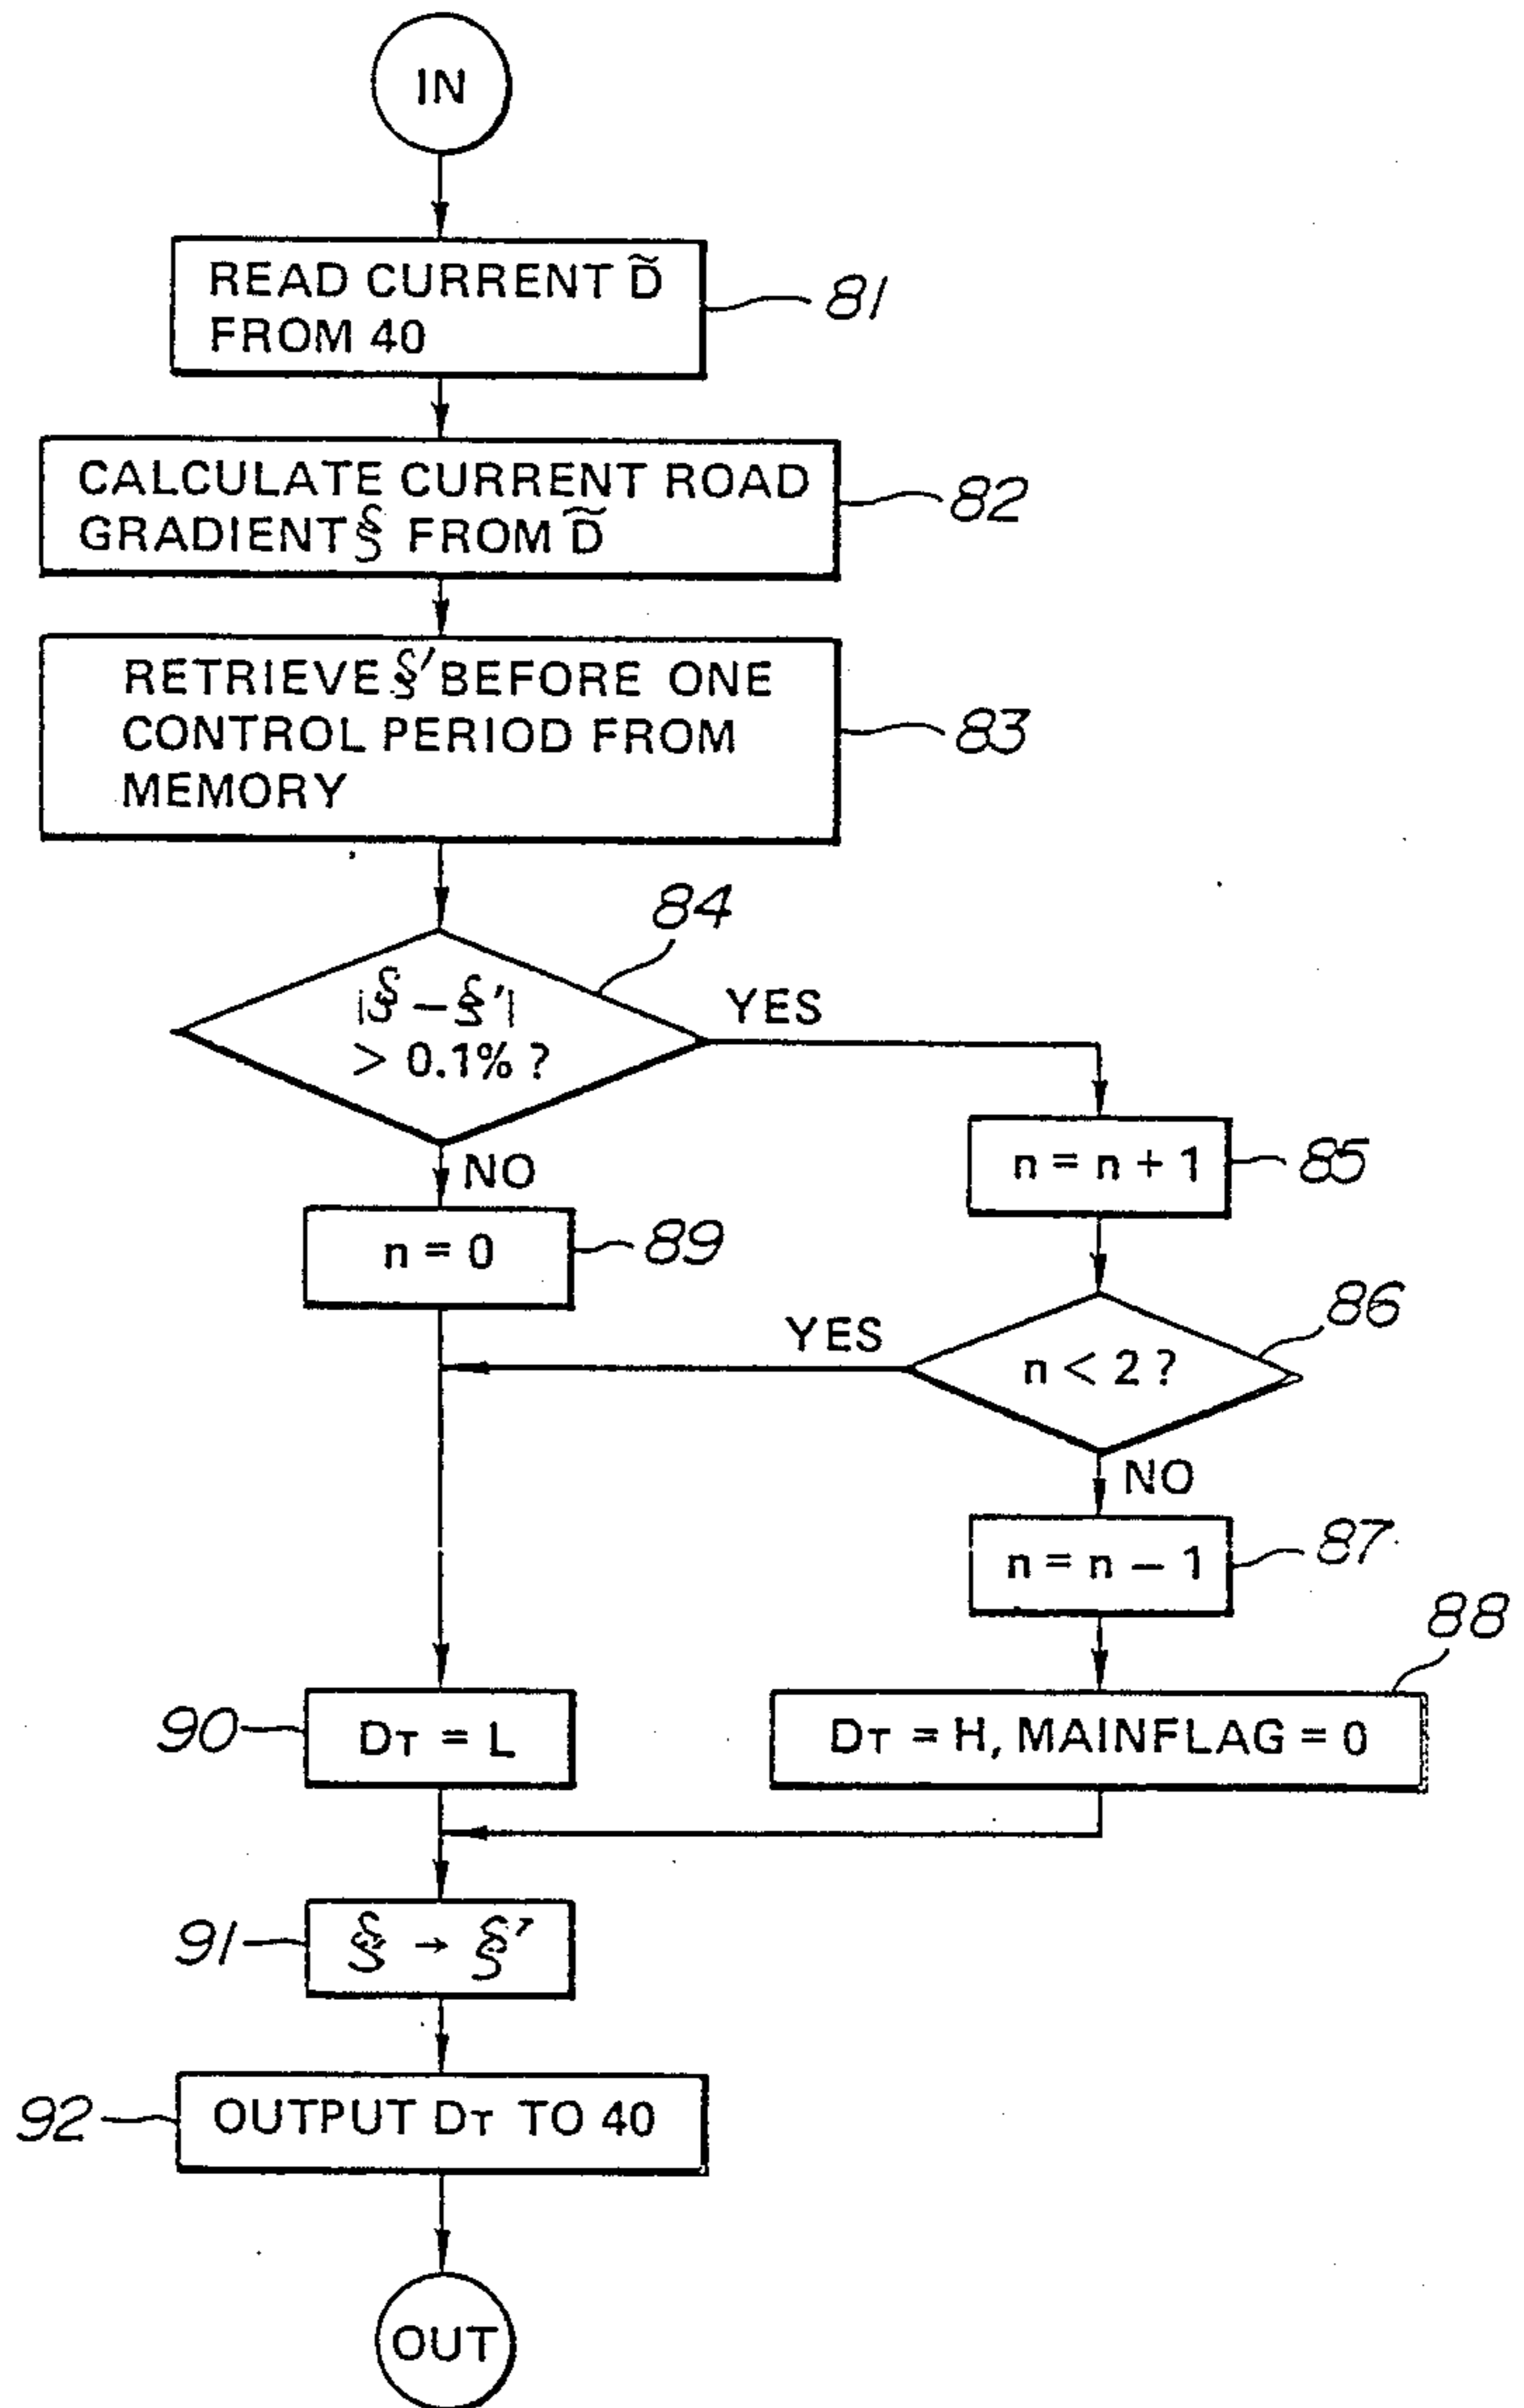 IN
READ CURRENT D̃
FROM 40
81
CALCULATE CURRENT ROAD
GRADIENT § FROM D̃
82
RETRIEVE §' BEFORE ONE
CONTROL PERIOD FROM
MEMORY
83
84
|§ − §'|
> 0.1% ?
YES
NO
n = n + 1
85
n = 0
89
86
YES
n < 2 ?
NO
n = n − 1
87
88
90
DT = L
DT = H, MAINFLAG = 0
91
§ → §'
92
OUTPUT DT TO 40
OUT